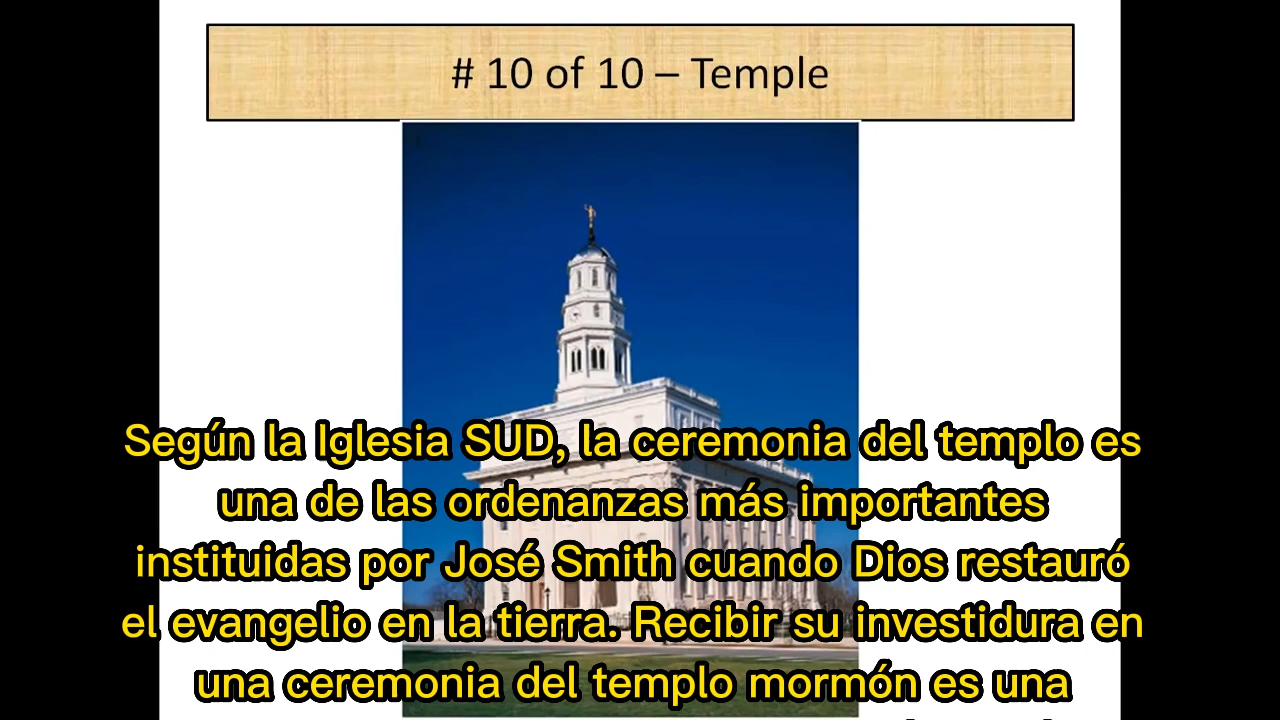 # 10 of 10 – Temple
Según la Iglesia SUD, la ceremonia del templo es
una de las ordenanzas más importantes
instituidas por José Smith cuando Dios restauró
el evangelio en la tierra. Recibir su investidura en
una ceremonia del templo mormón es una